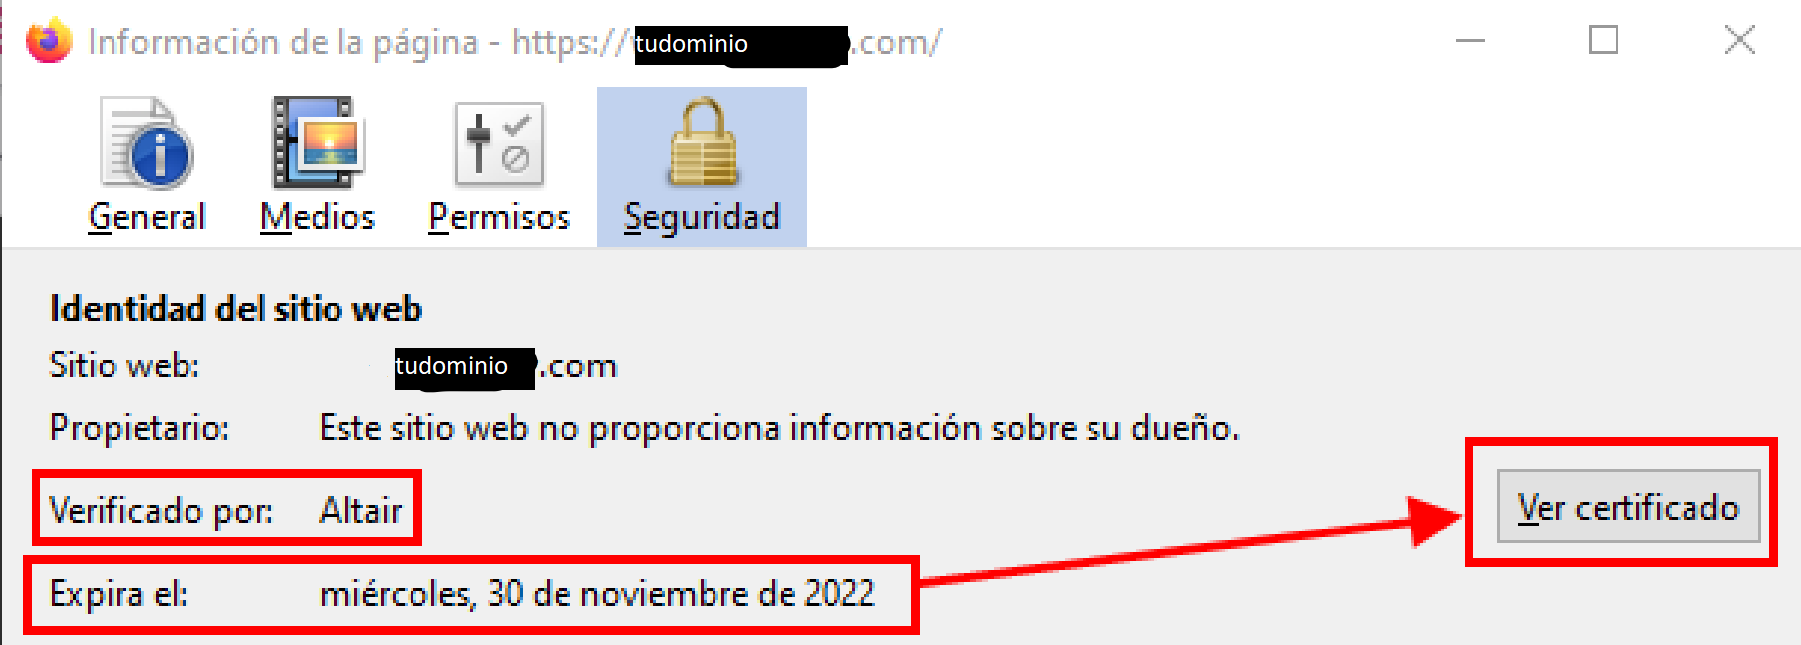 Información de la página - https://tudominio.com/
General Medios Permisos Seguridad
Identidad del sitio web
Sitio web: tudominio.com
Propietario: Este sitio web no proporciona información sobre su dueño.
Verificado por: Altair
Ver certificado
Expira el: miércoles, 30 de noviembre de 2022